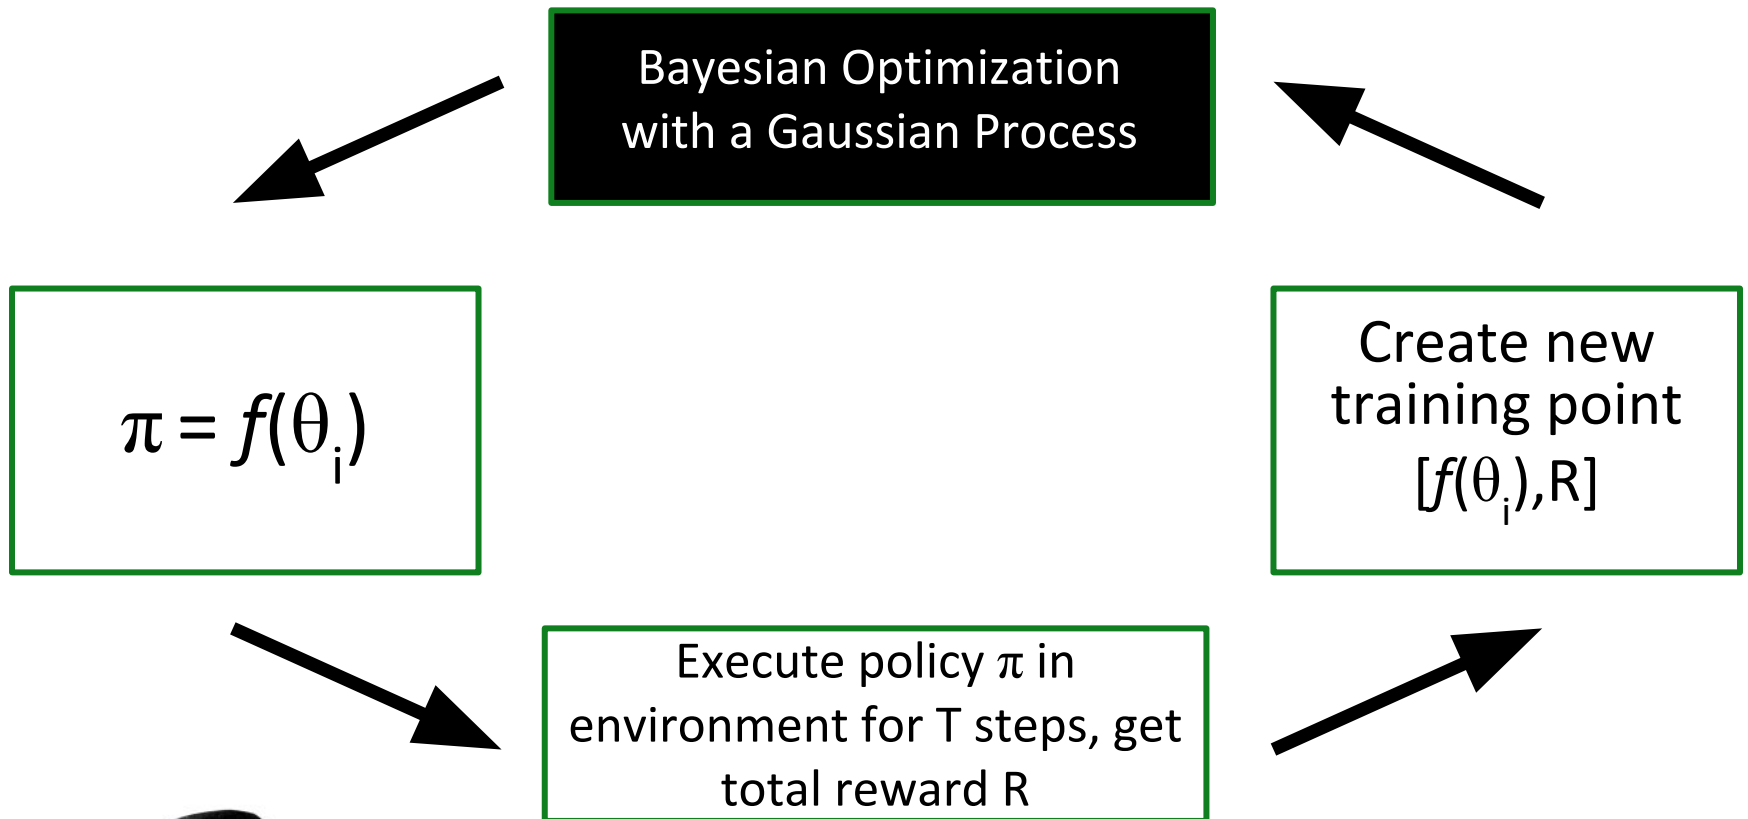 Bayesian Optimization
with a Gaussian Process
π = f(θi)
Create new
training point
[f(θi),R]
Execute policy π in
environment for T steps, get
total reward R